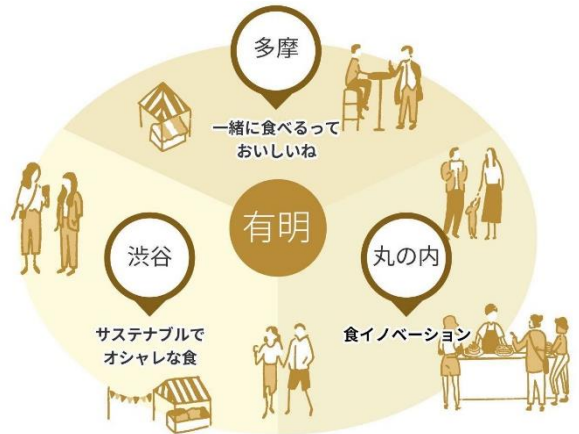 多摩
一緒に食べるって
おいしいね
有明
渋谷
サステナブルで
オシャレな食
丸の内
食イノベーション